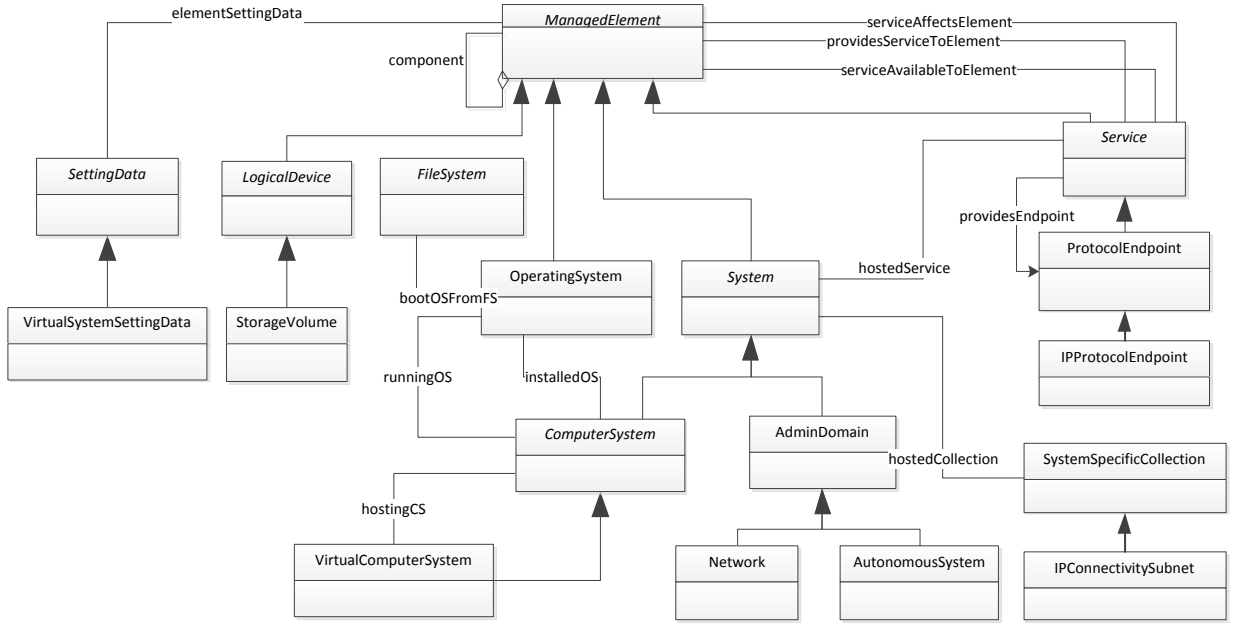 elementSettingData
ManagedElement
serviceAffectsElement
providesServiceToElement
component
serviceAvailableToElement
Service
SettingData
LogicalDevice
FileSystem
providesEndpoint
ProtocolEndpoint
hostedService
OperatingSystem
System
bootOSFromFS
VirtualSystemSettingData
StorageVolume
IPProtocolEndpoint
runningOS
installedOS
ComputerSystem
AdminDomain
hostedCollection
SystemSpecificCollection
hostingCS
VirtualComputerSystem
Network
AutonomousSystem
IPConnectivitySubnet